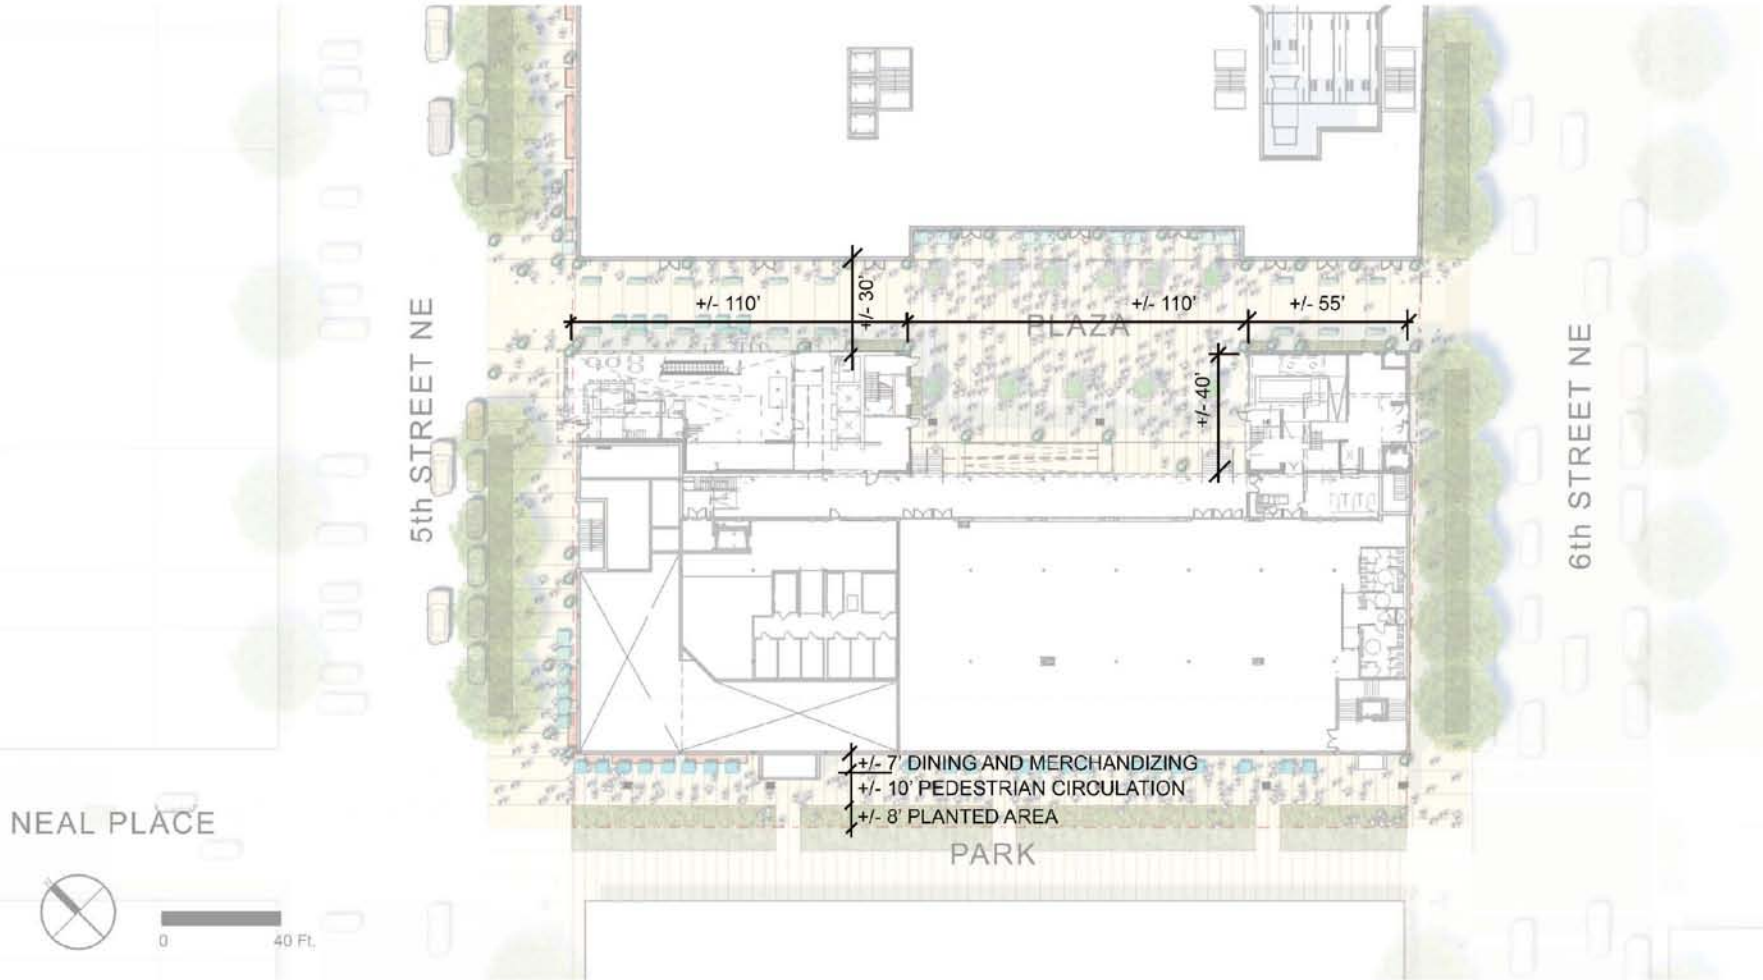 +/- 110'
+/- 30'
+/- 110'
+/- 55'
PLAZA
+/- 40'
5th STREET NE
6th STREET NE
+/- 7' DINING AND MERCHANDIZING
+/- 10' PEDESTRIAN CIRCULATION
+/- 8' PLANTED AREA
NEAL PLACE
PARK
0 40 Ft.